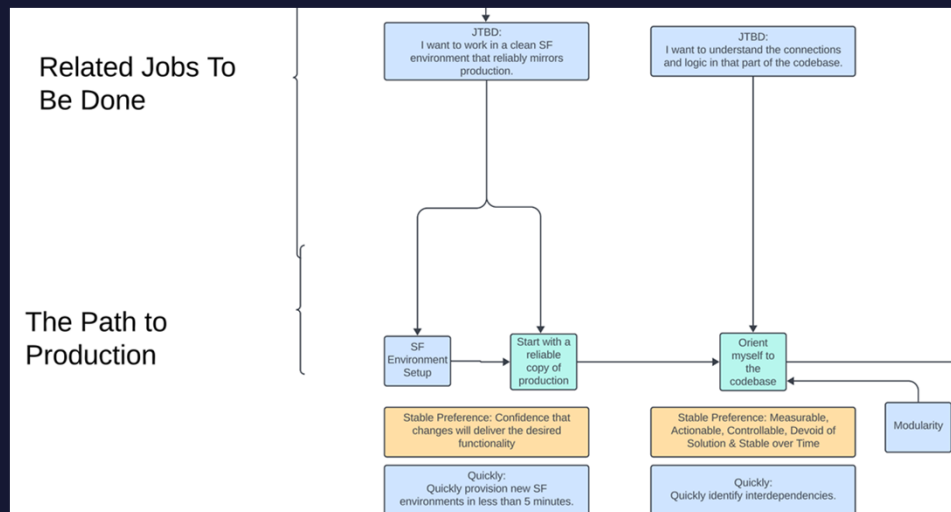 Related Jobs To
Be Done
JTBD:
I want to work in a clean SF
environment that reliably mirrors
production.
JTBD:
I want to understand the connections
and logic in that part of the codebase.
The Path to
Production
SF
Environment
Setup
Start with a
reliable
copy of
production
Orient
myself to
the
codebase
Modularity
Stable Preference: Confidence that
changes will deliver the desired
functionality
Stable Preference: Measurable,
Actionable, Controllable, Devoid of
Solution & Stable over Time
Quickly:
Quickly provision new SF
environments in less than 5 minutes.
Quickly:
Quickly identify interdependencies.